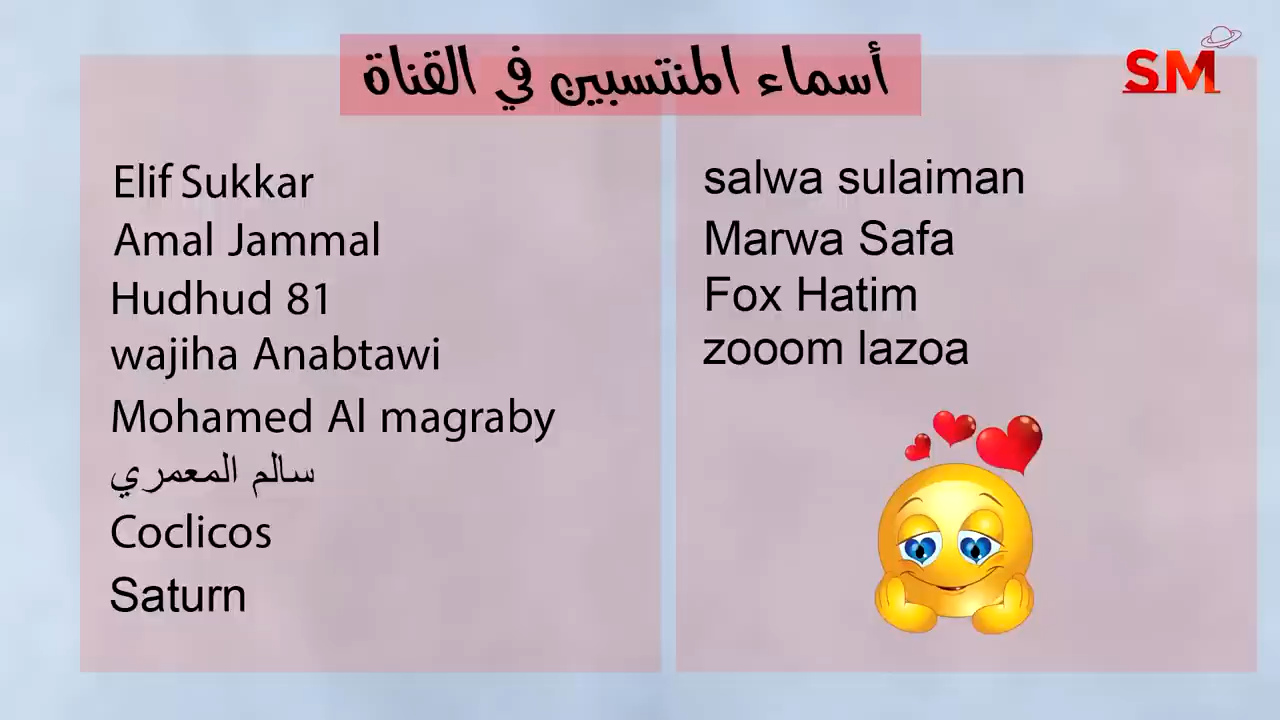 أسماء المنتسبين في القناة
SM
Elif Sukkar
Amal Jammal
Hudhud 81
wajiha Anabtawi
Mohamed Al magraby
سالم المعمري
Coclicos
Saturn
salwa sulaiman
Marwa Safa
Fox Hatim
zooom lazoa